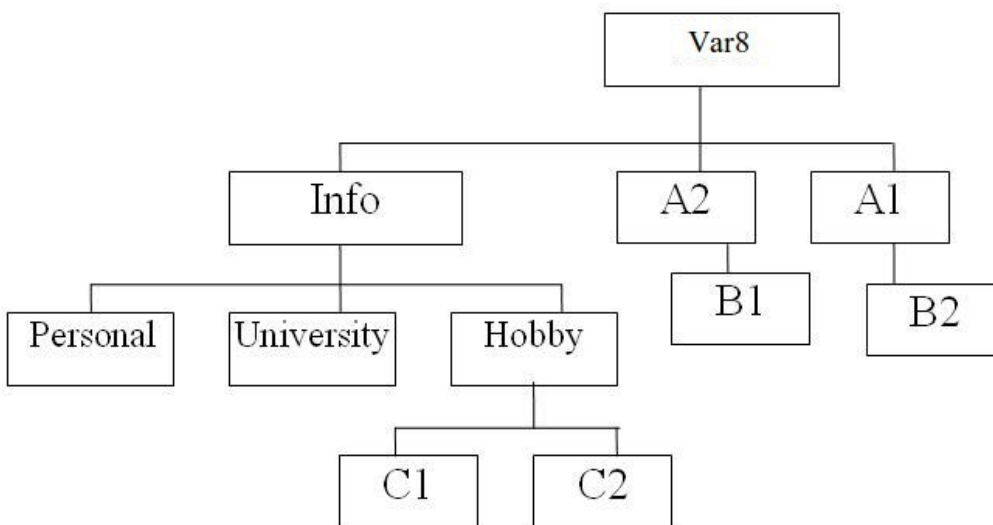 Var8
Info
A2
A1
Personal
University
Hobby
B1
B2
C1
C2